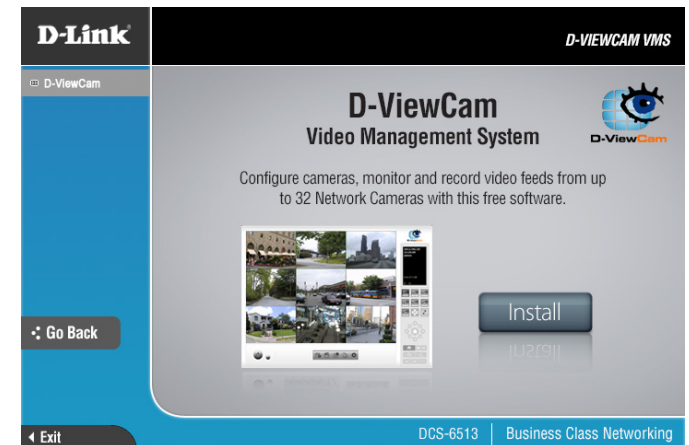 D-Link
D-VIEWCAM VMS
D-ViewCam
D-ViewCam
Video Management System
D-ViewCam
Configure cameras, monitor and record video feeds from up
to 32 Network Cameras with this free software.
Install
Go Back
Exit
DCS-6513
Business Class Networking